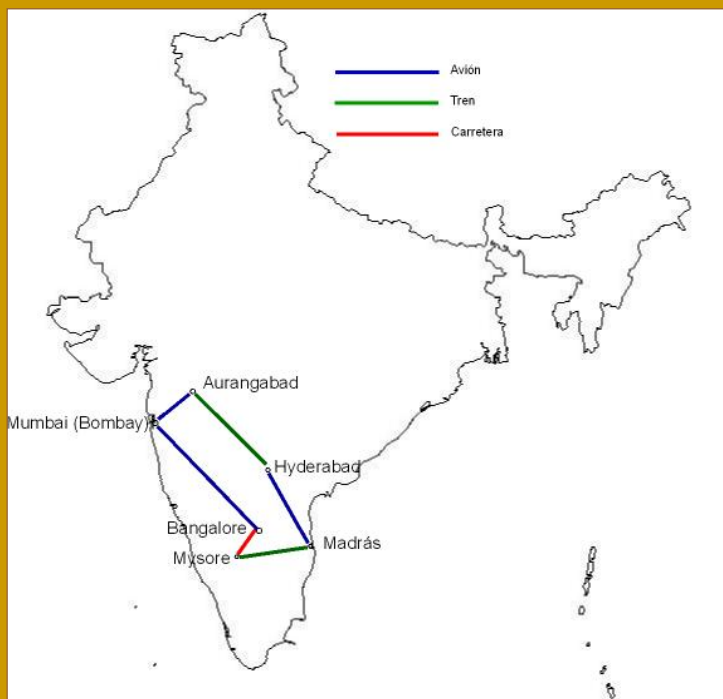 Avión
Tren
Carretera
Aurangabad
Mumbai (Bombay)
Hyderabad
Bangalore
Madrás
Mysore